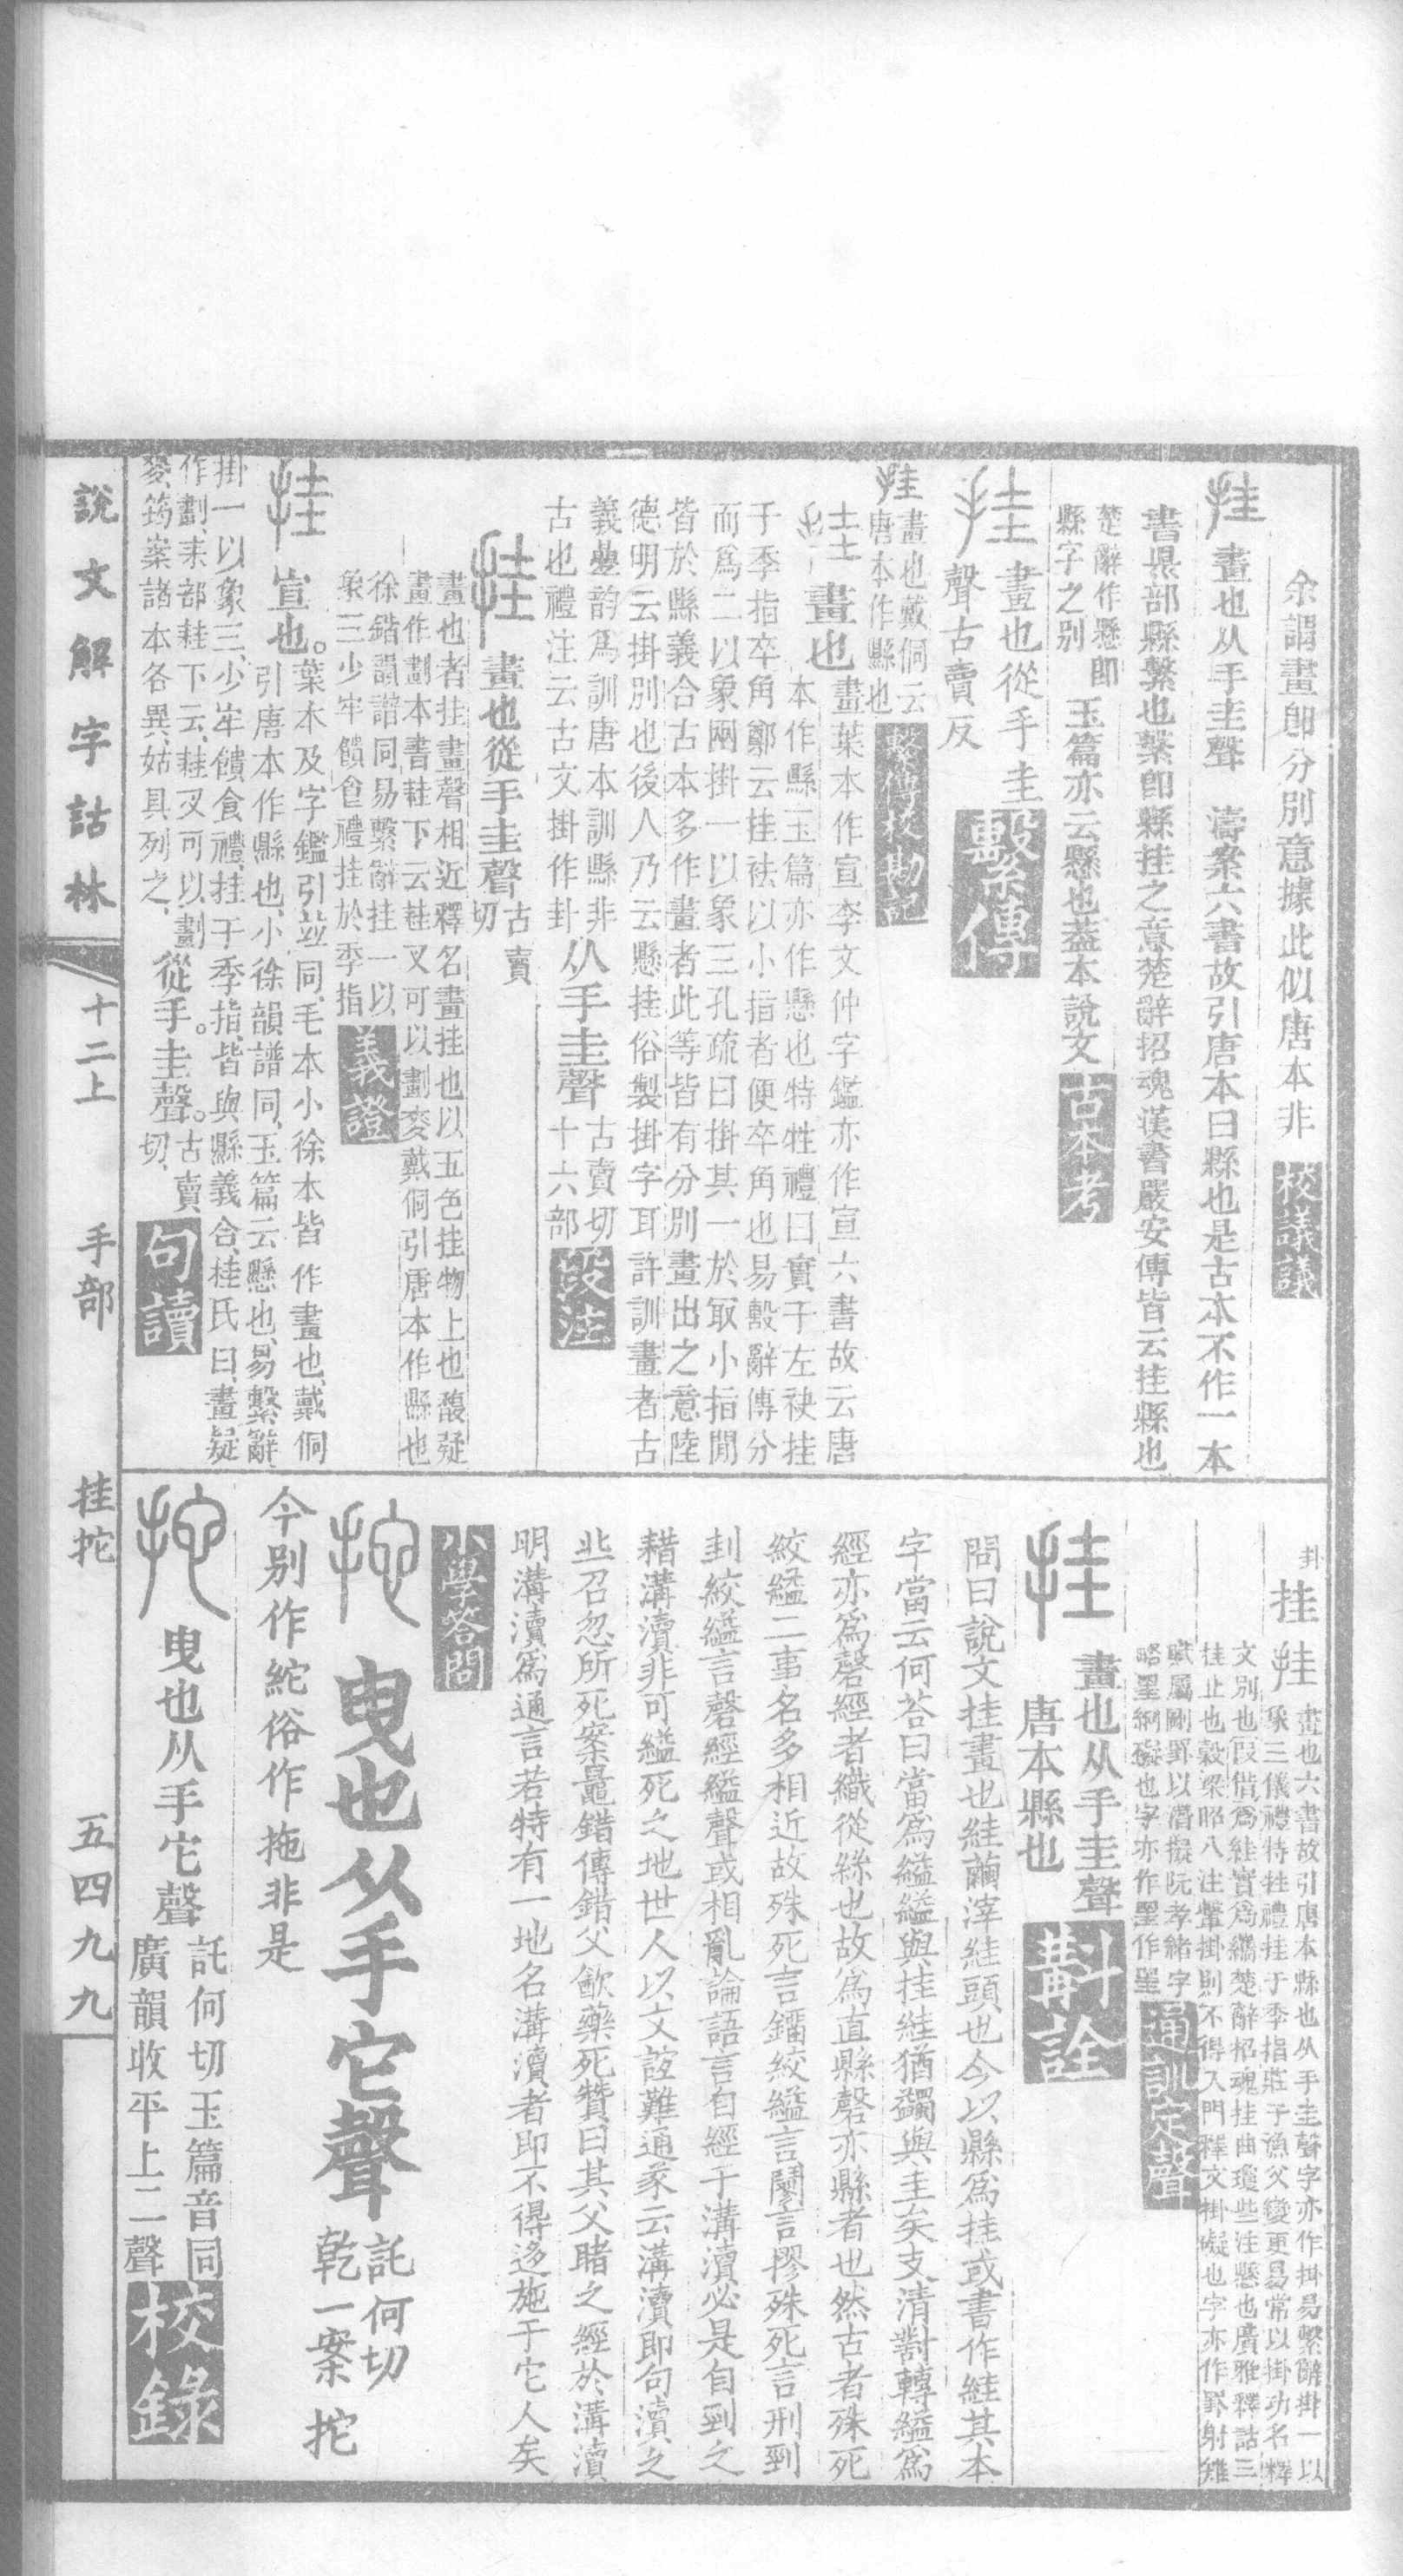 余謂畫卽分別意據此似唐本非 校議議
挂 畫也从手圭聲 濤案六書故引唐本曰縣也是古本不作一本
書㬎部縣繫也繫卽縣挂之意楚辭招魂漢書嚴安傳皆云挂縣也
楚辭作懸卽
縣字之別 玉篇亦云縣也蓋本說文 古本考
挂 畫也從手圭
聲古賣反 繫傳
挂 畫也戴侗云
唐本作縣也 繫傳校勘記
挂 畫也 畫葉本作宣李文仲字鑑亦作宣六書故云唐
本作縣玉篇亦作懸也特牲禮曰實于左袂挂
于季指卒角鄭云挂祛以小指者便卒角也易繫辭傳分
而爲二以象兩掛一以象三孔疏曰掛其一於㝡小指閒
皆於縣義合古本多作畫者此等皆有分別畫出之意陸
德明云掛別也後人乃云懸挂俗製掛字耳許訓畫者古
義曡韵爲訓唐本訓縣非
古也禮注云古文掛作卦 从手圭聲 古賣切
十六部 段注
挂 畫也從手圭聲 古賣
切
畫也者挂畫聲相近釋名畫挂也以五色挂物上也馥疑
畫作劃本書䩻下云䩻叉可以劃麥戴侗引唐本作縣也
徐鍇韻譜同易繫辭挂一以
象三少牢饋食禮挂於季指 義證
挂 宣也。 葉本及字鑑引竝同、毛本小徐本皆作畫也、戴侗
引唐本作縣也、小徐韻譜同、玉篇云懸也、易繫辭
掛一以象三、少牢饋食禮、挂于季指、皆與縣義合、桂氏曰、畫疑
作劃、耒部䩻下云、䩻叉可以劃
麥、筠案諸本各異、姑具列之、 從手。圭聲。 古賣
切、 句讀
卦 挂 挂 畫也六書故引唐本縣也从手圭聲字亦作掛易繫辭掛一以
象三儀禮特牲禮挂于季指莊子漁父變更易常以掛功名釋
文別也叚借爲絓實爲繣楚辭招魂挂曲瓊些注懸也廣雅釋詁三
挂止也穀梁昭八注轚掛則不得入門釋文掛礙也字亦作罫射雉
賦屬剛罫以潛擬阮孝緒字
略罣網礙也字亦作罣作罣 通訓定聲
挂 畫也从手圭聲
唐本縣也 斠詮
問曰說文挂畫也絓繭滓絓頭也今以縣爲挂或書作絓其本
字當云何荅曰當爲縊縊與挂絓猶蠲與圭矣支清對轉縊爲
經亦爲磬經者織從絲也故爲直縣磬亦縣者也然古者殊死
絞縊二事名多相近故殊死言鐳絞縊言闄言摎殊死言刑剄
刲絞縊言磬經縊聲或相亂論語言自經于溝瀆必是自剄之
藉溝瀆非可縊死之地世人以文誼難通彖云溝瀆卽句瀆之
丠召忽所死案鼂錯傳錯父歠藥死贊曰其父睹之經於溝瀆
明溝瀆爲通言若特有一地名溝瀆者卽不得迻施于它人矣
小學答問
拕 曳也从手它聲 託何切
乾一案拕
今别作紽俗作拖非是
拕 曳也从手它聲 託何切玉篇音同
廣韻收平上二聲 校錄
說文解字詁林 十二上 手部 挂拕 五四九九